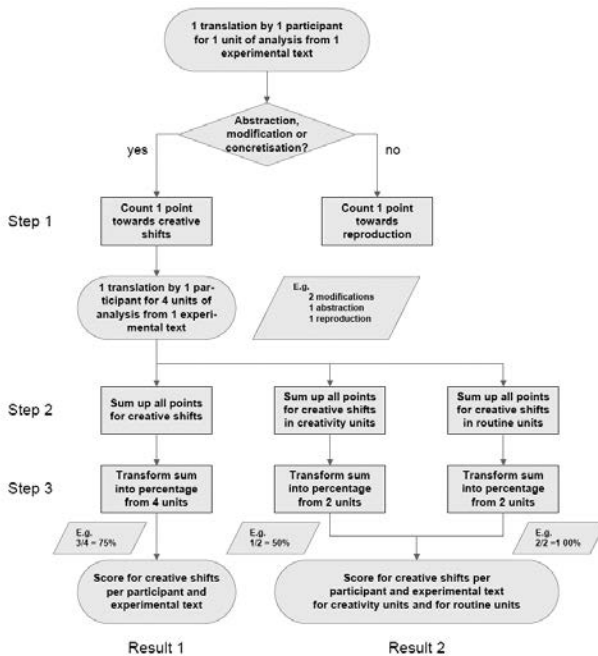 1 translation by 1 participant
for 1 unit of analysis from 1
experimental text
Abstraction,
modification or
concretisation?
yes
no
Step 1
Count 1 point
towards creative
shifts
Count 1 point
towards
reproduction
1 translation by 1 par-
ticipant for 4 units of
analysis from 1 experi-
mental text
E.g.
2 modifications
1 abstraction
1 reproduction
Step 2
Sum up all points
for creative shifts
Sum up all points
for creative shifts
in creativity units
Sum up all points
for creative shifts
in routine units
Step 3
Transform sum
into percentage
from 4 units
Transform sum
into percentage
from 2 units
Transform sum
into percentage
from 2 units
E.g.
3/4 = 75%
E.g.
1/2 = 50%
E.g.
2/2 =1 00%
Score for creative shifts
per participant and
experimental text
Score for creative shifts per
participant and experimental text
for creativity units and for routine units
Result 1
Result 2